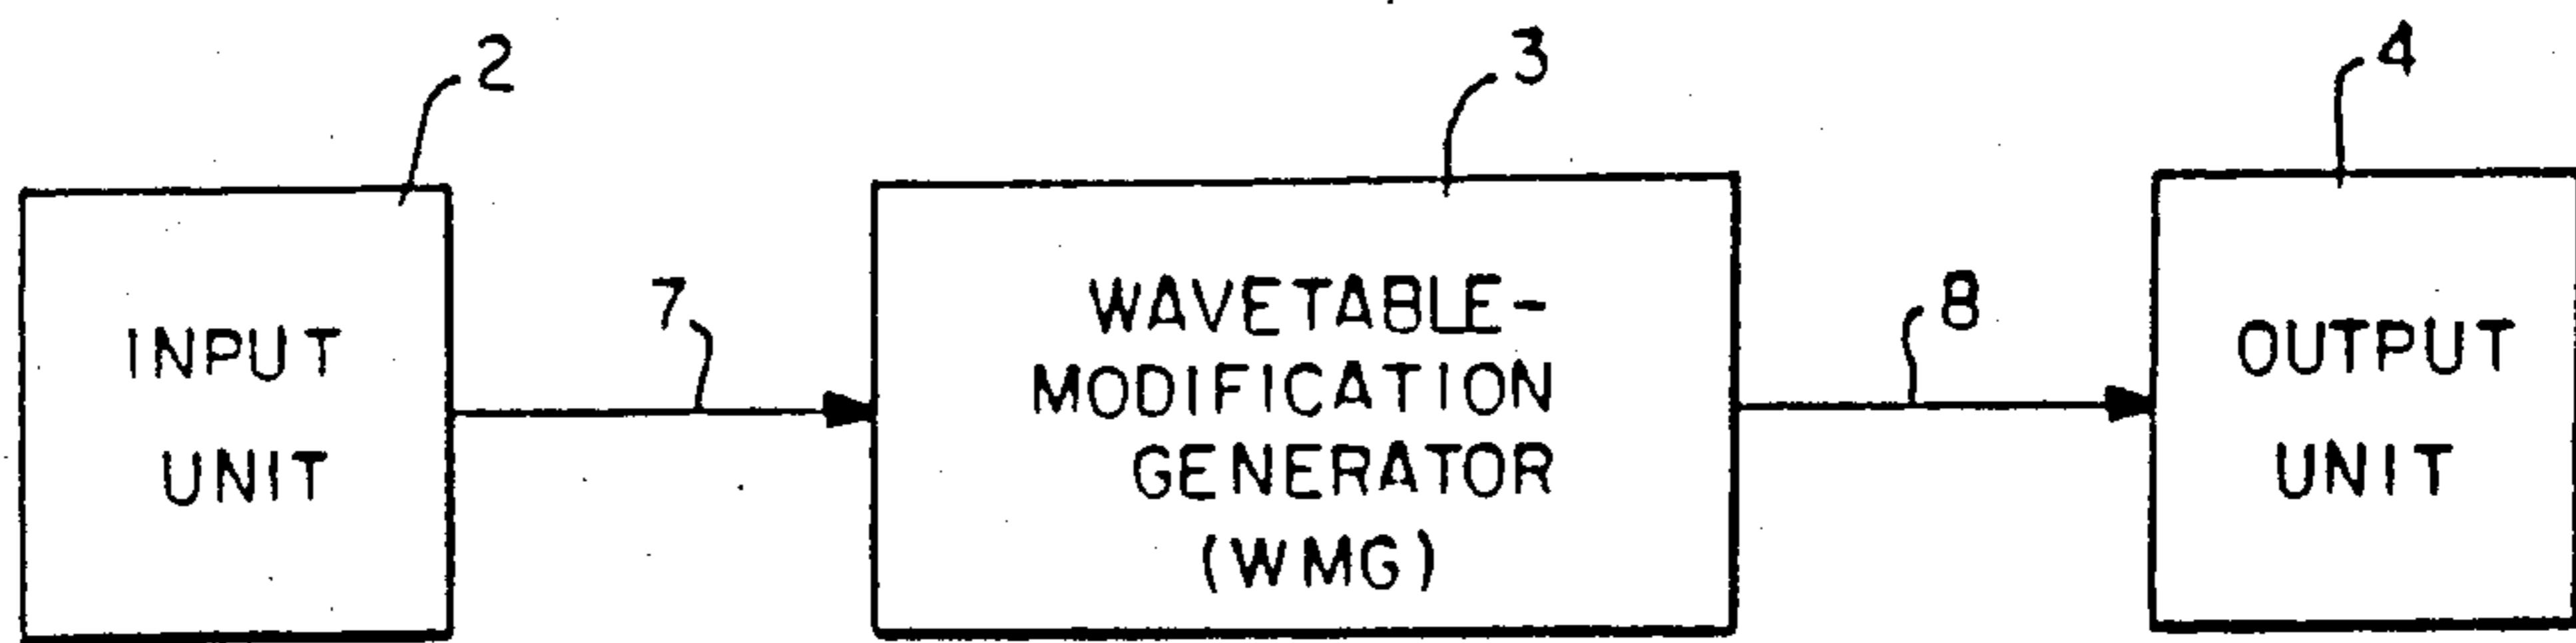 2
3
4
INPUT
UNIT
7
WAVETABLE-
MODIFICATION
GENERATOR
(WMG)
8
OUTPUT
UNIT